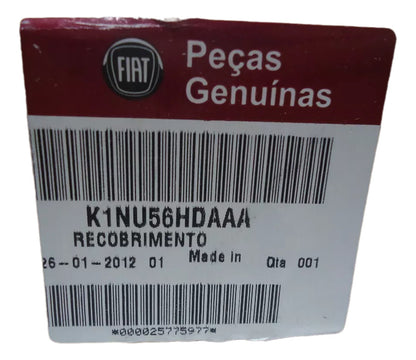 FIAT
Peças
Genuínas
K1NU56HDAAA
RECOBRIMENTO
26-01-2012 01 Made in Qta 001
*000025775977*